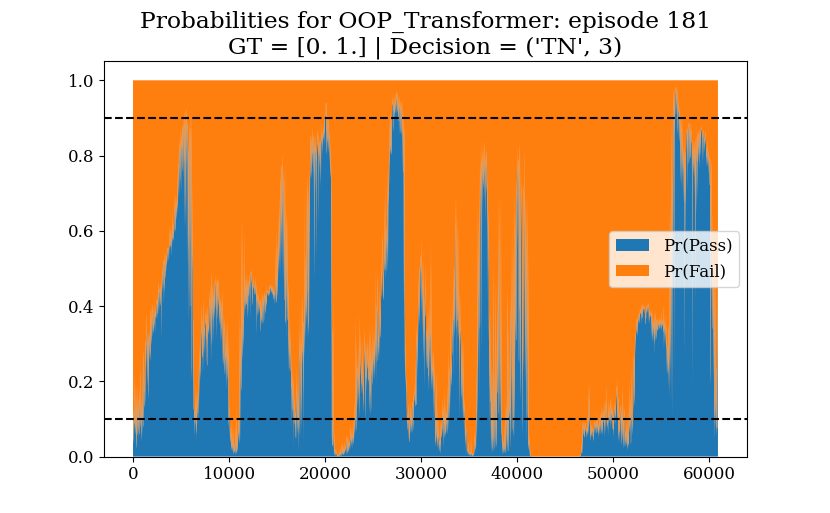 Probabilities for OOP_Transformer: episode 181
GT = [0. 1.] | Decision = ('TN', 3)
1.0
0.8
0.6
0.4
0.2
0.0
Pr(Pass)
Pr(Fail)
0 10000 20000 30000 40000 50000 60000